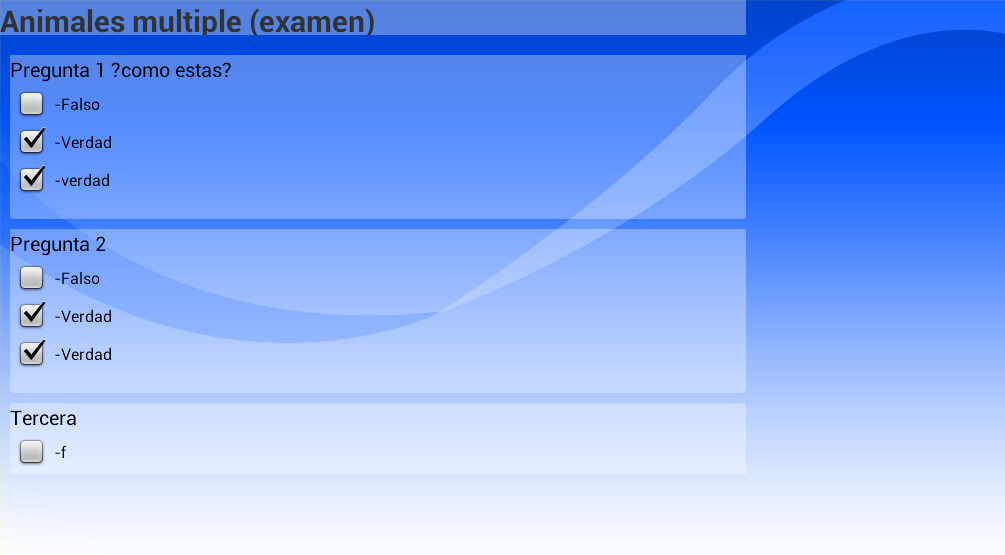 Animales multiple (examen)
Pregunta 1 ?como estas?
-Falso
-Verdad
-verdad
Pregunta 2
-Falso
-Verdad
-Verdad
Tercera
-f